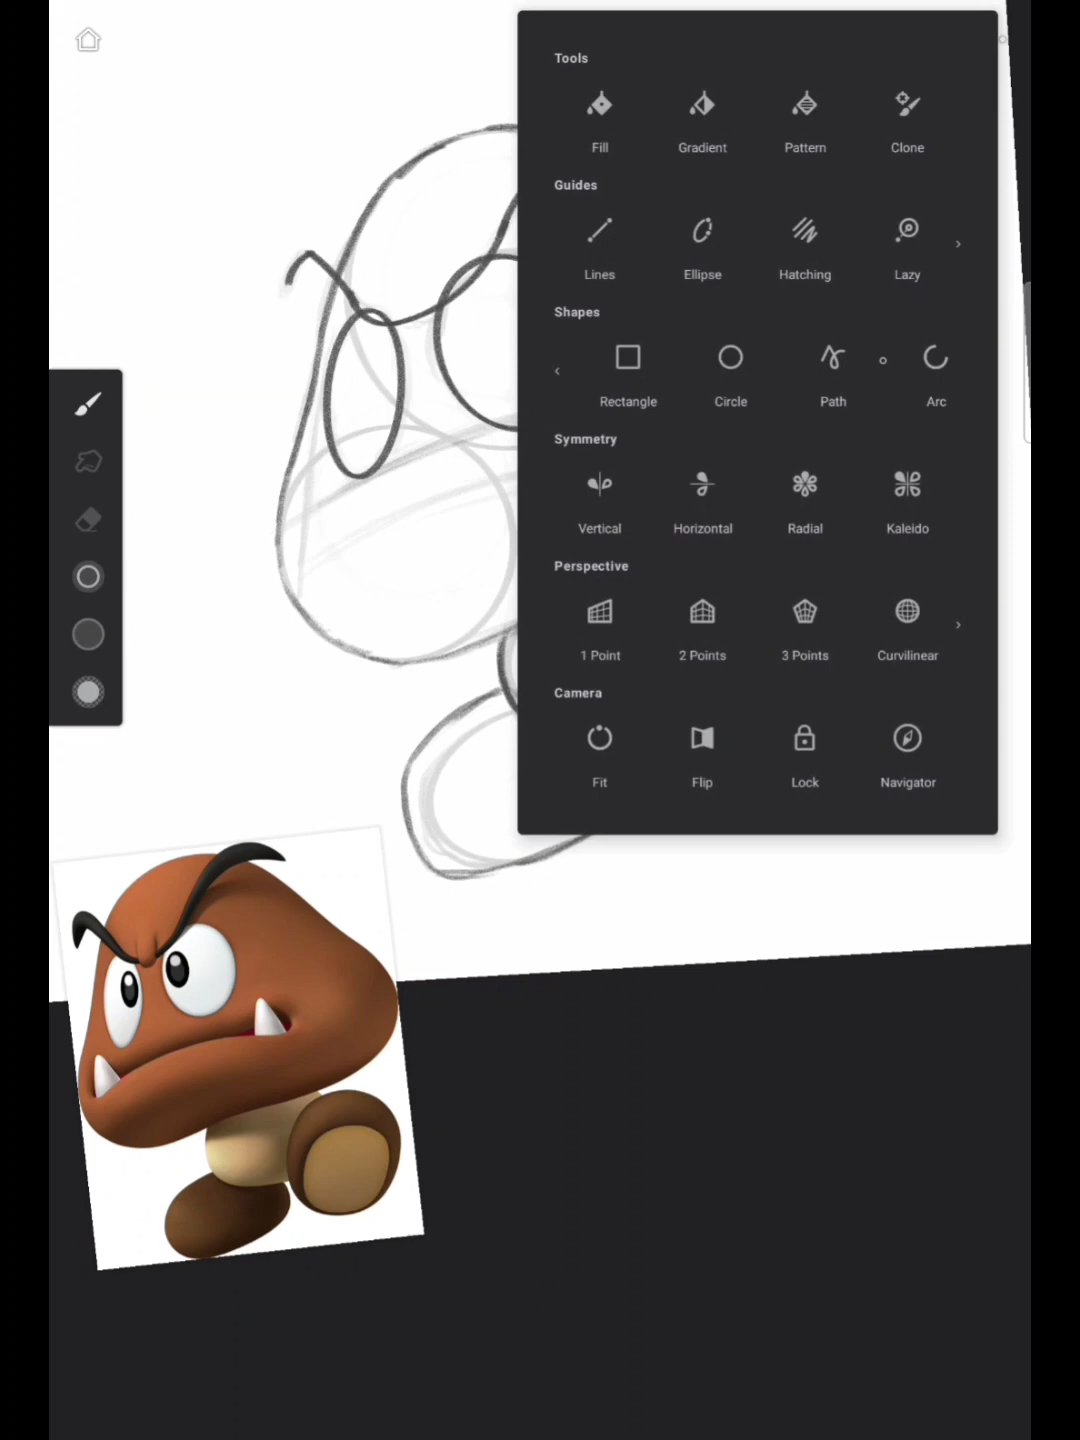 Tools
Fill Gradient Pattern Clone
Guides
Lines Ellipse Hatching Lazy
Shapes
Rectangle Circle Path Arc
Symmetry
Vertical Horizontal Radial Kaleido
Perspective
1 Point 2 Points 3 Points Curvilinear
Camera
Fit Flip Lock Navigator